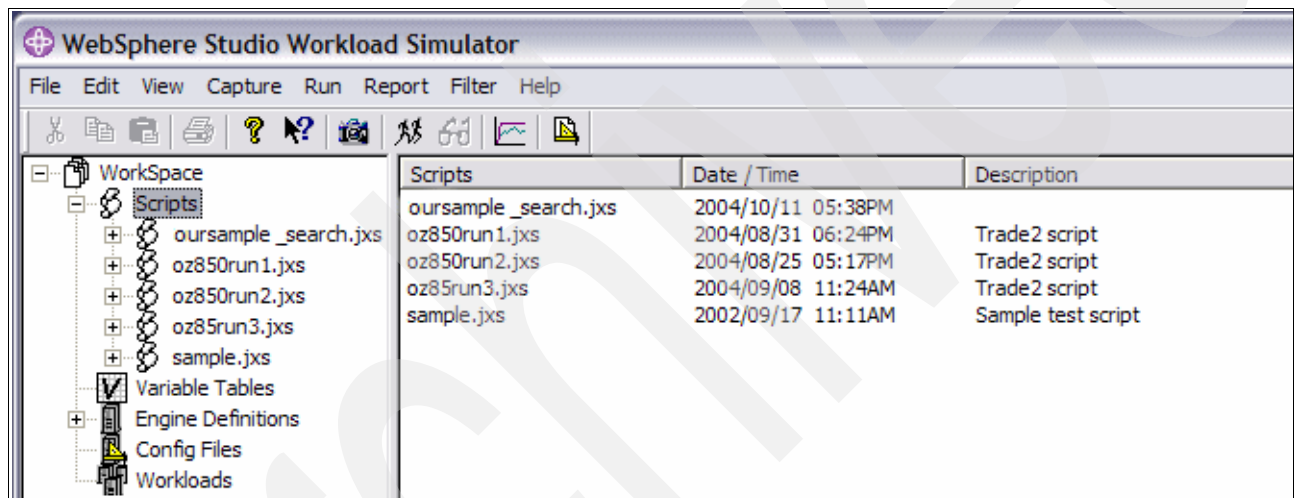 WebSphere Studio Workload Simulator
File Edit View Capture Run Report Filter Help
WorkSpace
Scripts
oursample _search.jxs
oz850run1.jxs
oz850run2.jxs
oz85run3.jxs
sample.jxs
Variable Tables
Engine Definitions
Config Files
Workloads
Scripts Date / Time Description
oursample _search.jxs 2004/10/11 05:38PM
oz850run1.jxs 2004/08/31 06:24PM Trade2 script
oz850run2.jxs 2004/08/25 05:17PM Trade2 script
oz85run3.jxs 2004/09/08 11:24AM Trade2 script
sample.jxs 2002/09/17 11:11AM Sample test script